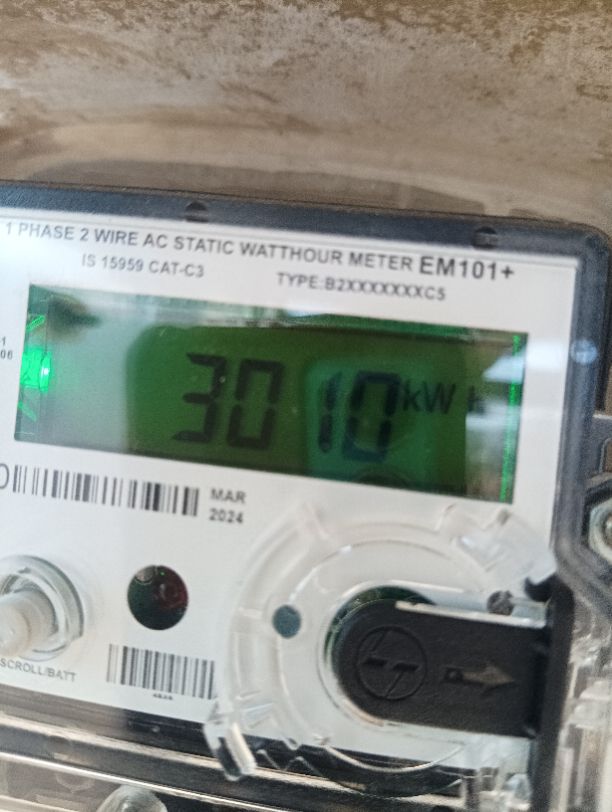 1 PHASE 2 WIRE AC STATIC WATTHOUR METER EM101+
IS 15959 CAT-C3
TYPE:B2XXXXXXXC5
3010 kWh
MAR
2024
SCROLL/BATT